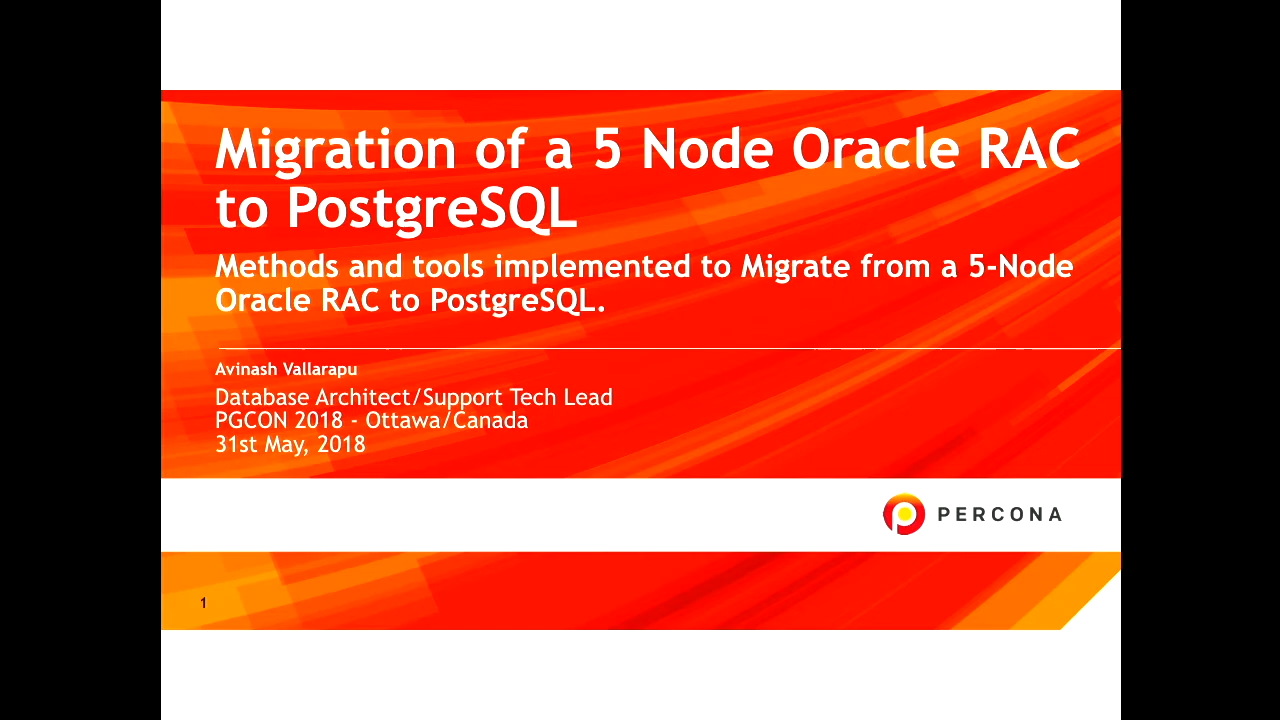 Migration of a 5 Node Oracle RAC
to PostgreSQL
Methods and tools implemented to Migrate from a 5-Node
Oracle RAC to PostgreSQL.
Avinash Vallarapu
Database Architect/Support Tech Lead
PGCON 2018 - Ottawa/Canada
31st May, 2018
PERCONA
1